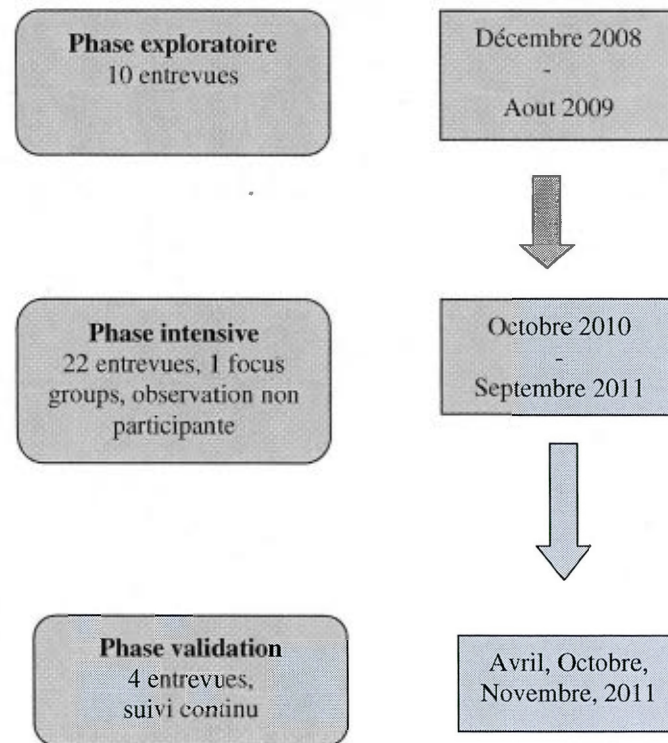 Phase exploratoire
10 entrevues
Décembre 2008
-
Aout 2009
Phase intensive
22 entrevues, 1 focus
groups, observation non
participante
Octobre 2010
-
Septembre 2011
Phase validation
4 entrevues,
suivi continu
Avril, Octobre,
Novembre, 2011